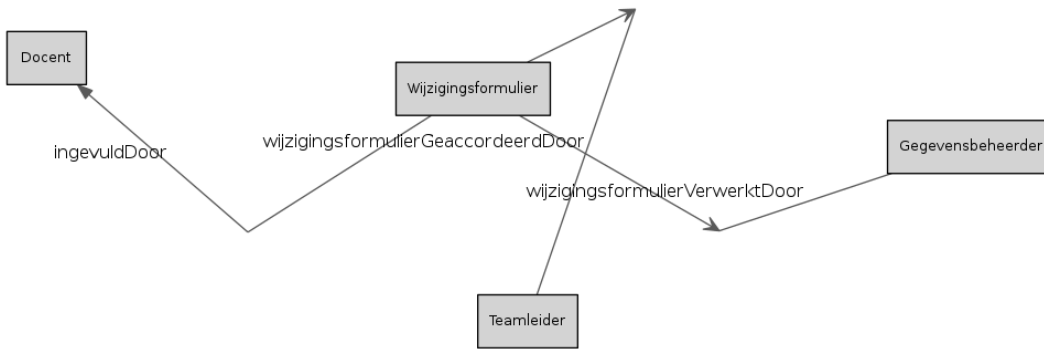 Docent
Wijzigingsformulier
wijzigingsformulierGeaccordeerdDoor
ingevuldDoor
Gegevensbeheerder
wijzigingsformulierVerwerktDoor
Teamleider